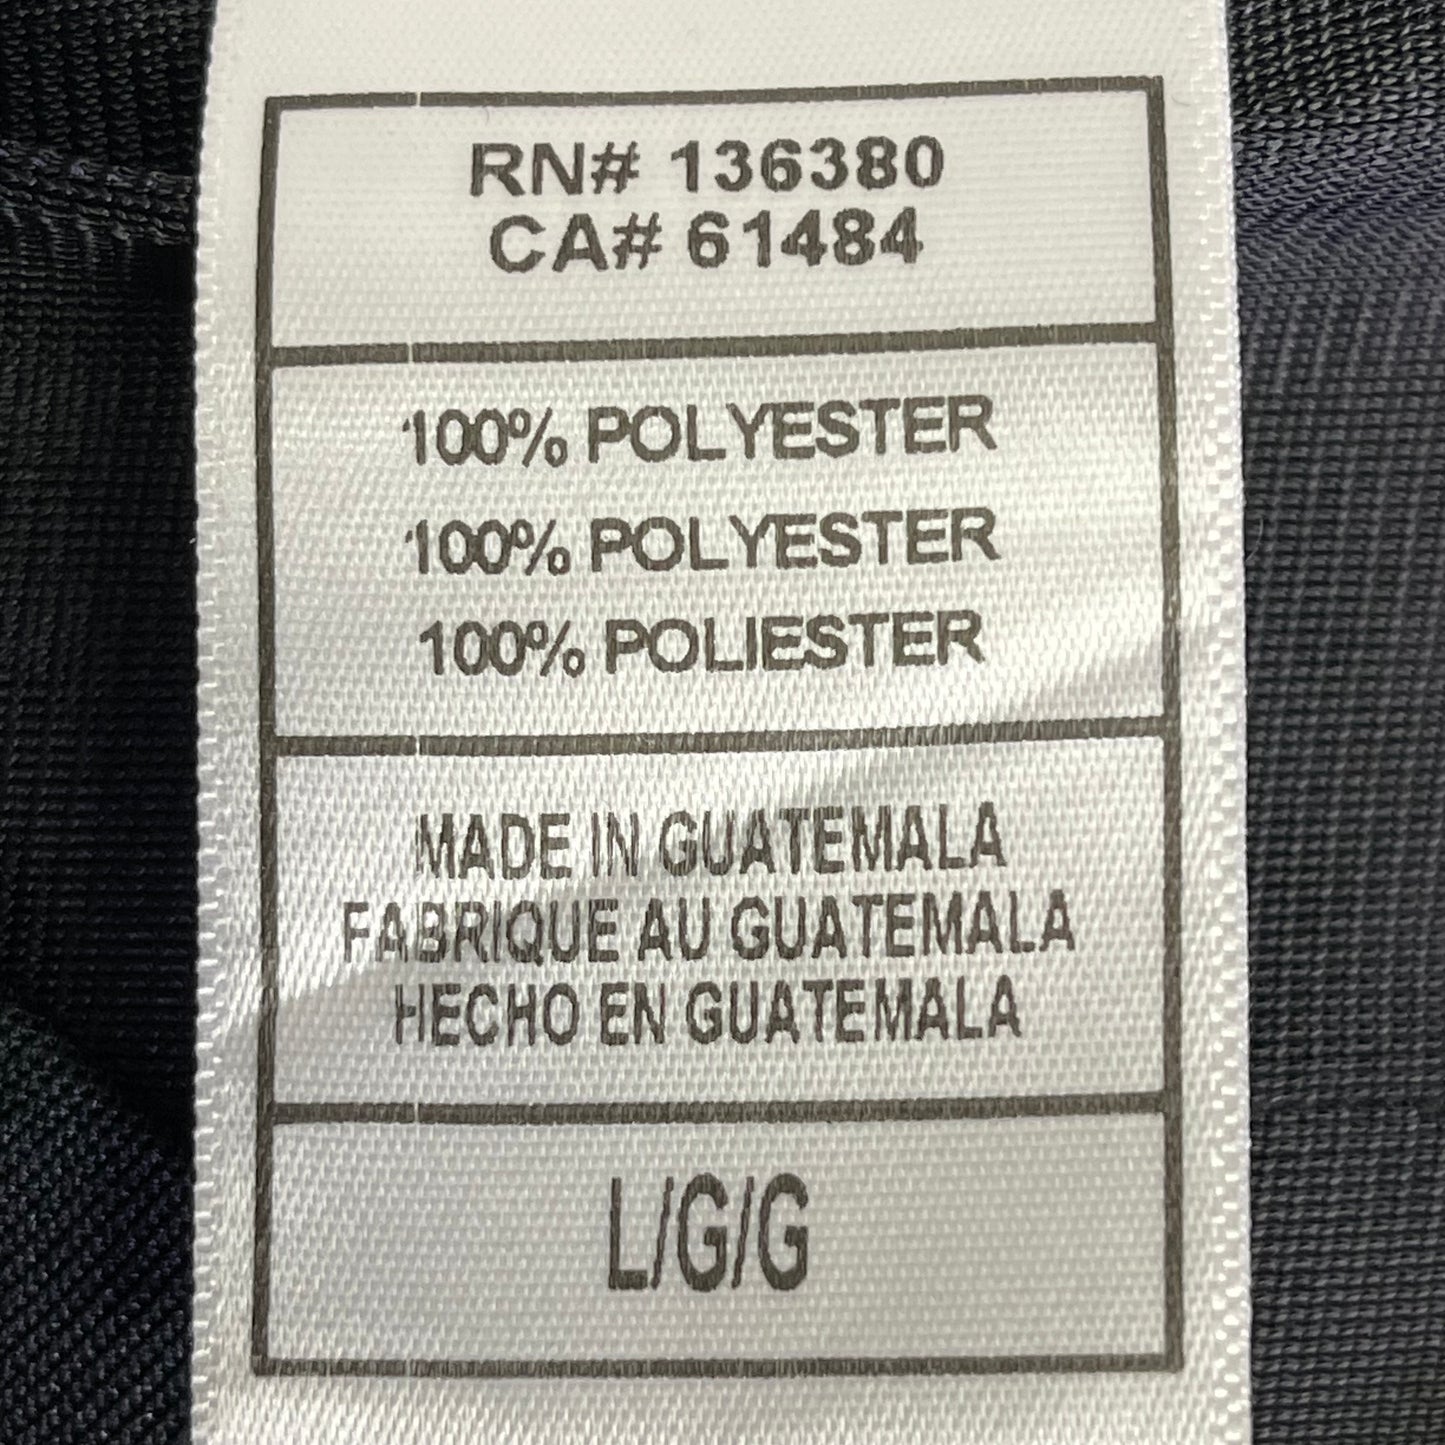 RN# 136380
CA# 61484
100% POLYESTER
100% POLYESTER
100% POLIESTER
MADE IN GUATEMALA
FABRIQUE AU GUATEMALA
HECHO EN GUATEMALA
L/G/G